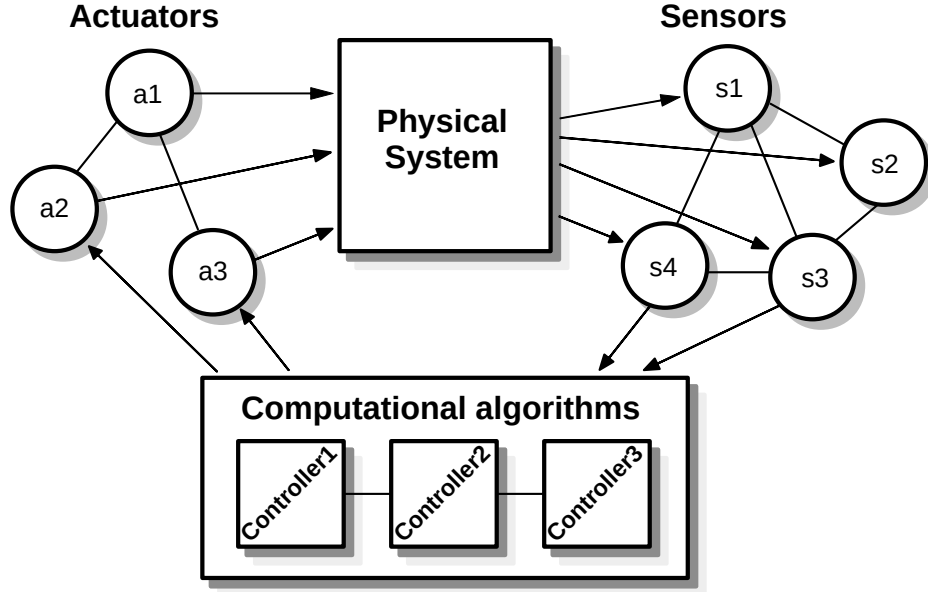 Actuators
Sensors
a1
a2
a3
Physical
System
s1
s2
s4
s3
Computational algorithms
Controller1
Controller2
Controller3